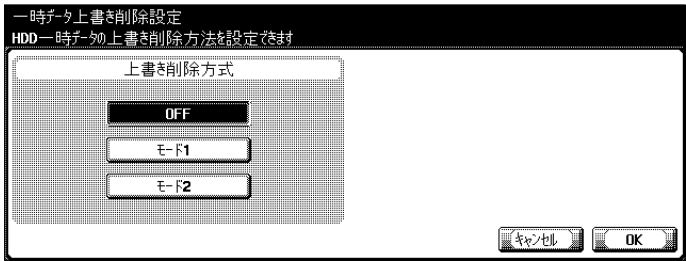 一時ﾃﾞｰﾀ上書き削除設定
HDD一時ﾃﾞｰﾀの上書き削除方法を設定できます
上書き削除方式
OFF
ﾓｰﾄﾞ1
ﾓｰﾄﾞ2
ｷｬﾝｾﾙ OK